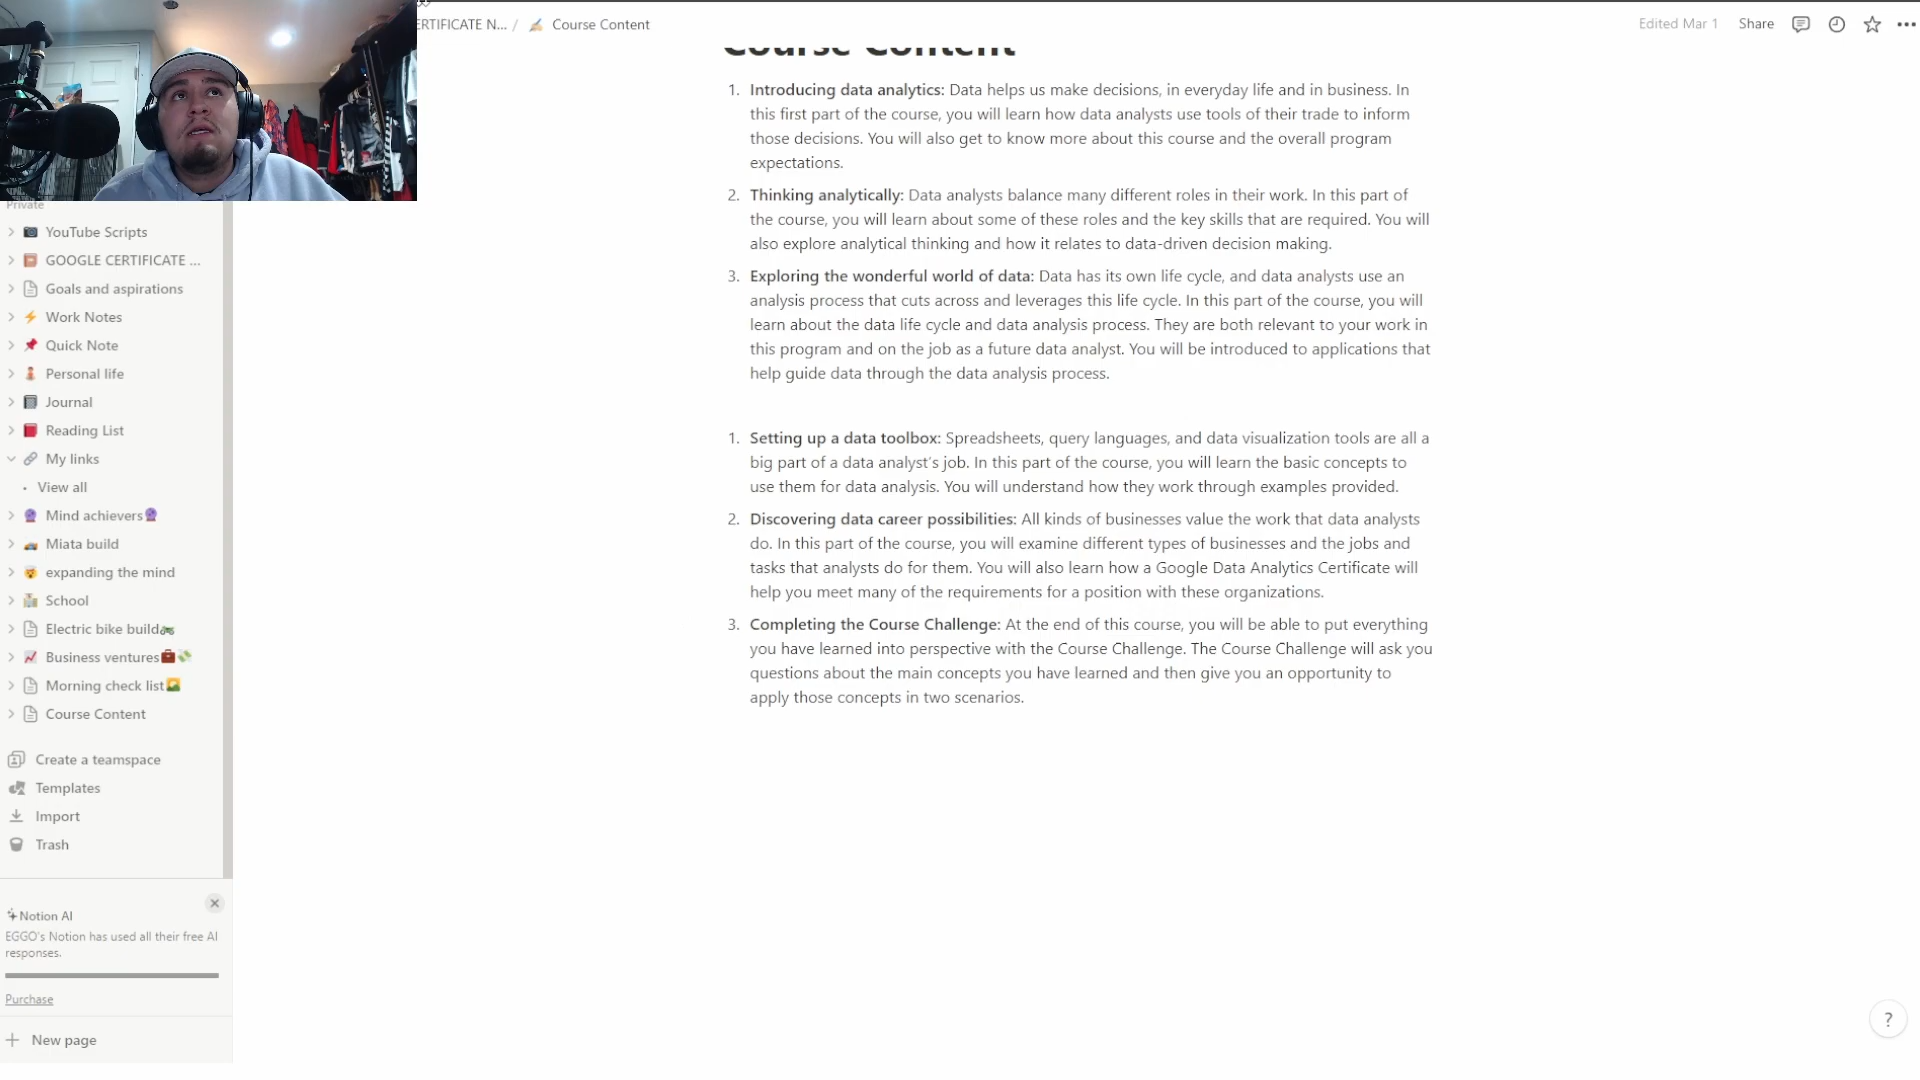 ERTIFICATE N... / Course Content
Edited Mar 1 Share
Course Content
1. Introducing data analytics: Data helps us make decisions, in everyday life and in business. In
this first part of the course, you will learn how data analysts use tools of their trade to inform
those decisions. You will also get to know more about this course and the overall program
expectations.
2. Thinking analytically: Data analysts balance many different roles in their work. In this part of
the course, you will learn about some of these roles and the key skills that are required. You will
also explore analytical thinking and how it relates to data-driven decision making.
3. Exploring the wonderful world of data: Data has its own life cycle, and data analysts use an
analysis process that cuts across and leverages this life cycle. In this part of the course, you will
learn about the data life cycle and data analysis process. They are both relevant to your work in
this program and on the job as a future data analyst. You will be introduced to applications that
help guide data through the data analysis process.
1. Setting up a data toolbox: Spreadsheets, query languages, and data visualization tools are all a
big part of a data analyst's job. In this part of the course, you will learn the basic concepts to
use them for data analysis. You will understand how they work through examples provided.
2. Discovering data career possibilities: All kinds of businesses value the work that data analysts
do. In this part of the course, you will examine different types of businesses and the jobs and
tasks that analysts do for them. You will also learn how a Google Data Analytics Certificate will
help you meet many of the requirements for a position with these organizations.
3. Completing the Course Challenge: At the end of this course, you will be able to put everything
you have learned into perspective with the Course Challenge. The Course Challenge will ask you
questions about the main concepts you have learned and then give you an opportunity to
apply those concepts in two scenarios.
Private
YouTube Scripts
GOOGLE CERTIFICATE ...
Goals and aspirations
Work Notes
Quick Note
Personal life
Journal
Reading List
My links
View all
Mind achievers
Miata build
expanding the mind
School
Electric bike build
Business ventures
Morning check list
Course Content
Create a teamspace
Templates
Import
Trash
Notion AI
EGGO's Notion has used all their free AI
responses.
Purchase
New page
?